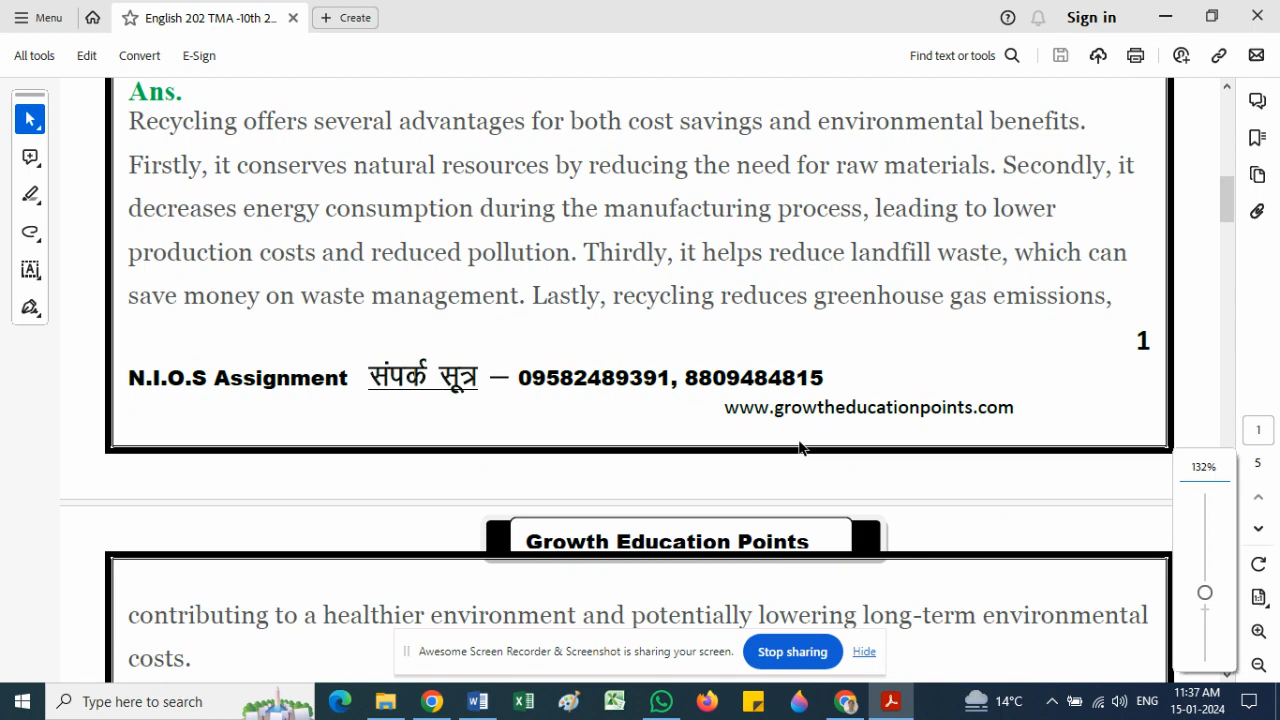 Menu
English 202 TMA -10th 2...
Create
Sign in
All tools
Edit
Convert
E-Sign
Find text or tools
Ans.
Recycling offers several advantages for both cost savings and environmental benefits.
Firstly, it conserves natural resources by reducing the need for raw materials. Secondly, it
decreases energy consumption during the manufacturing process, leading to lower
production costs and reduced pollution. Thirdly, it helps reduce landfill waste, which can
save money on waste management. Lastly, recycling reduces greenhouse gas emissions,
1
N.I.O.S Assignment संपर्क सूत्र — 09582489391, 8809484815
www.growtheducationpoints.com
1
5
132%
Growth Education Points
contributing to a healthier environment and potentially lowering long-term environmental
costs.
Awesome Screen Recorder & Screenshot is sharing your screen.
Stop sharing
Hide
Type here to search
14°C
ENG
11:37 AM
15-01-2024